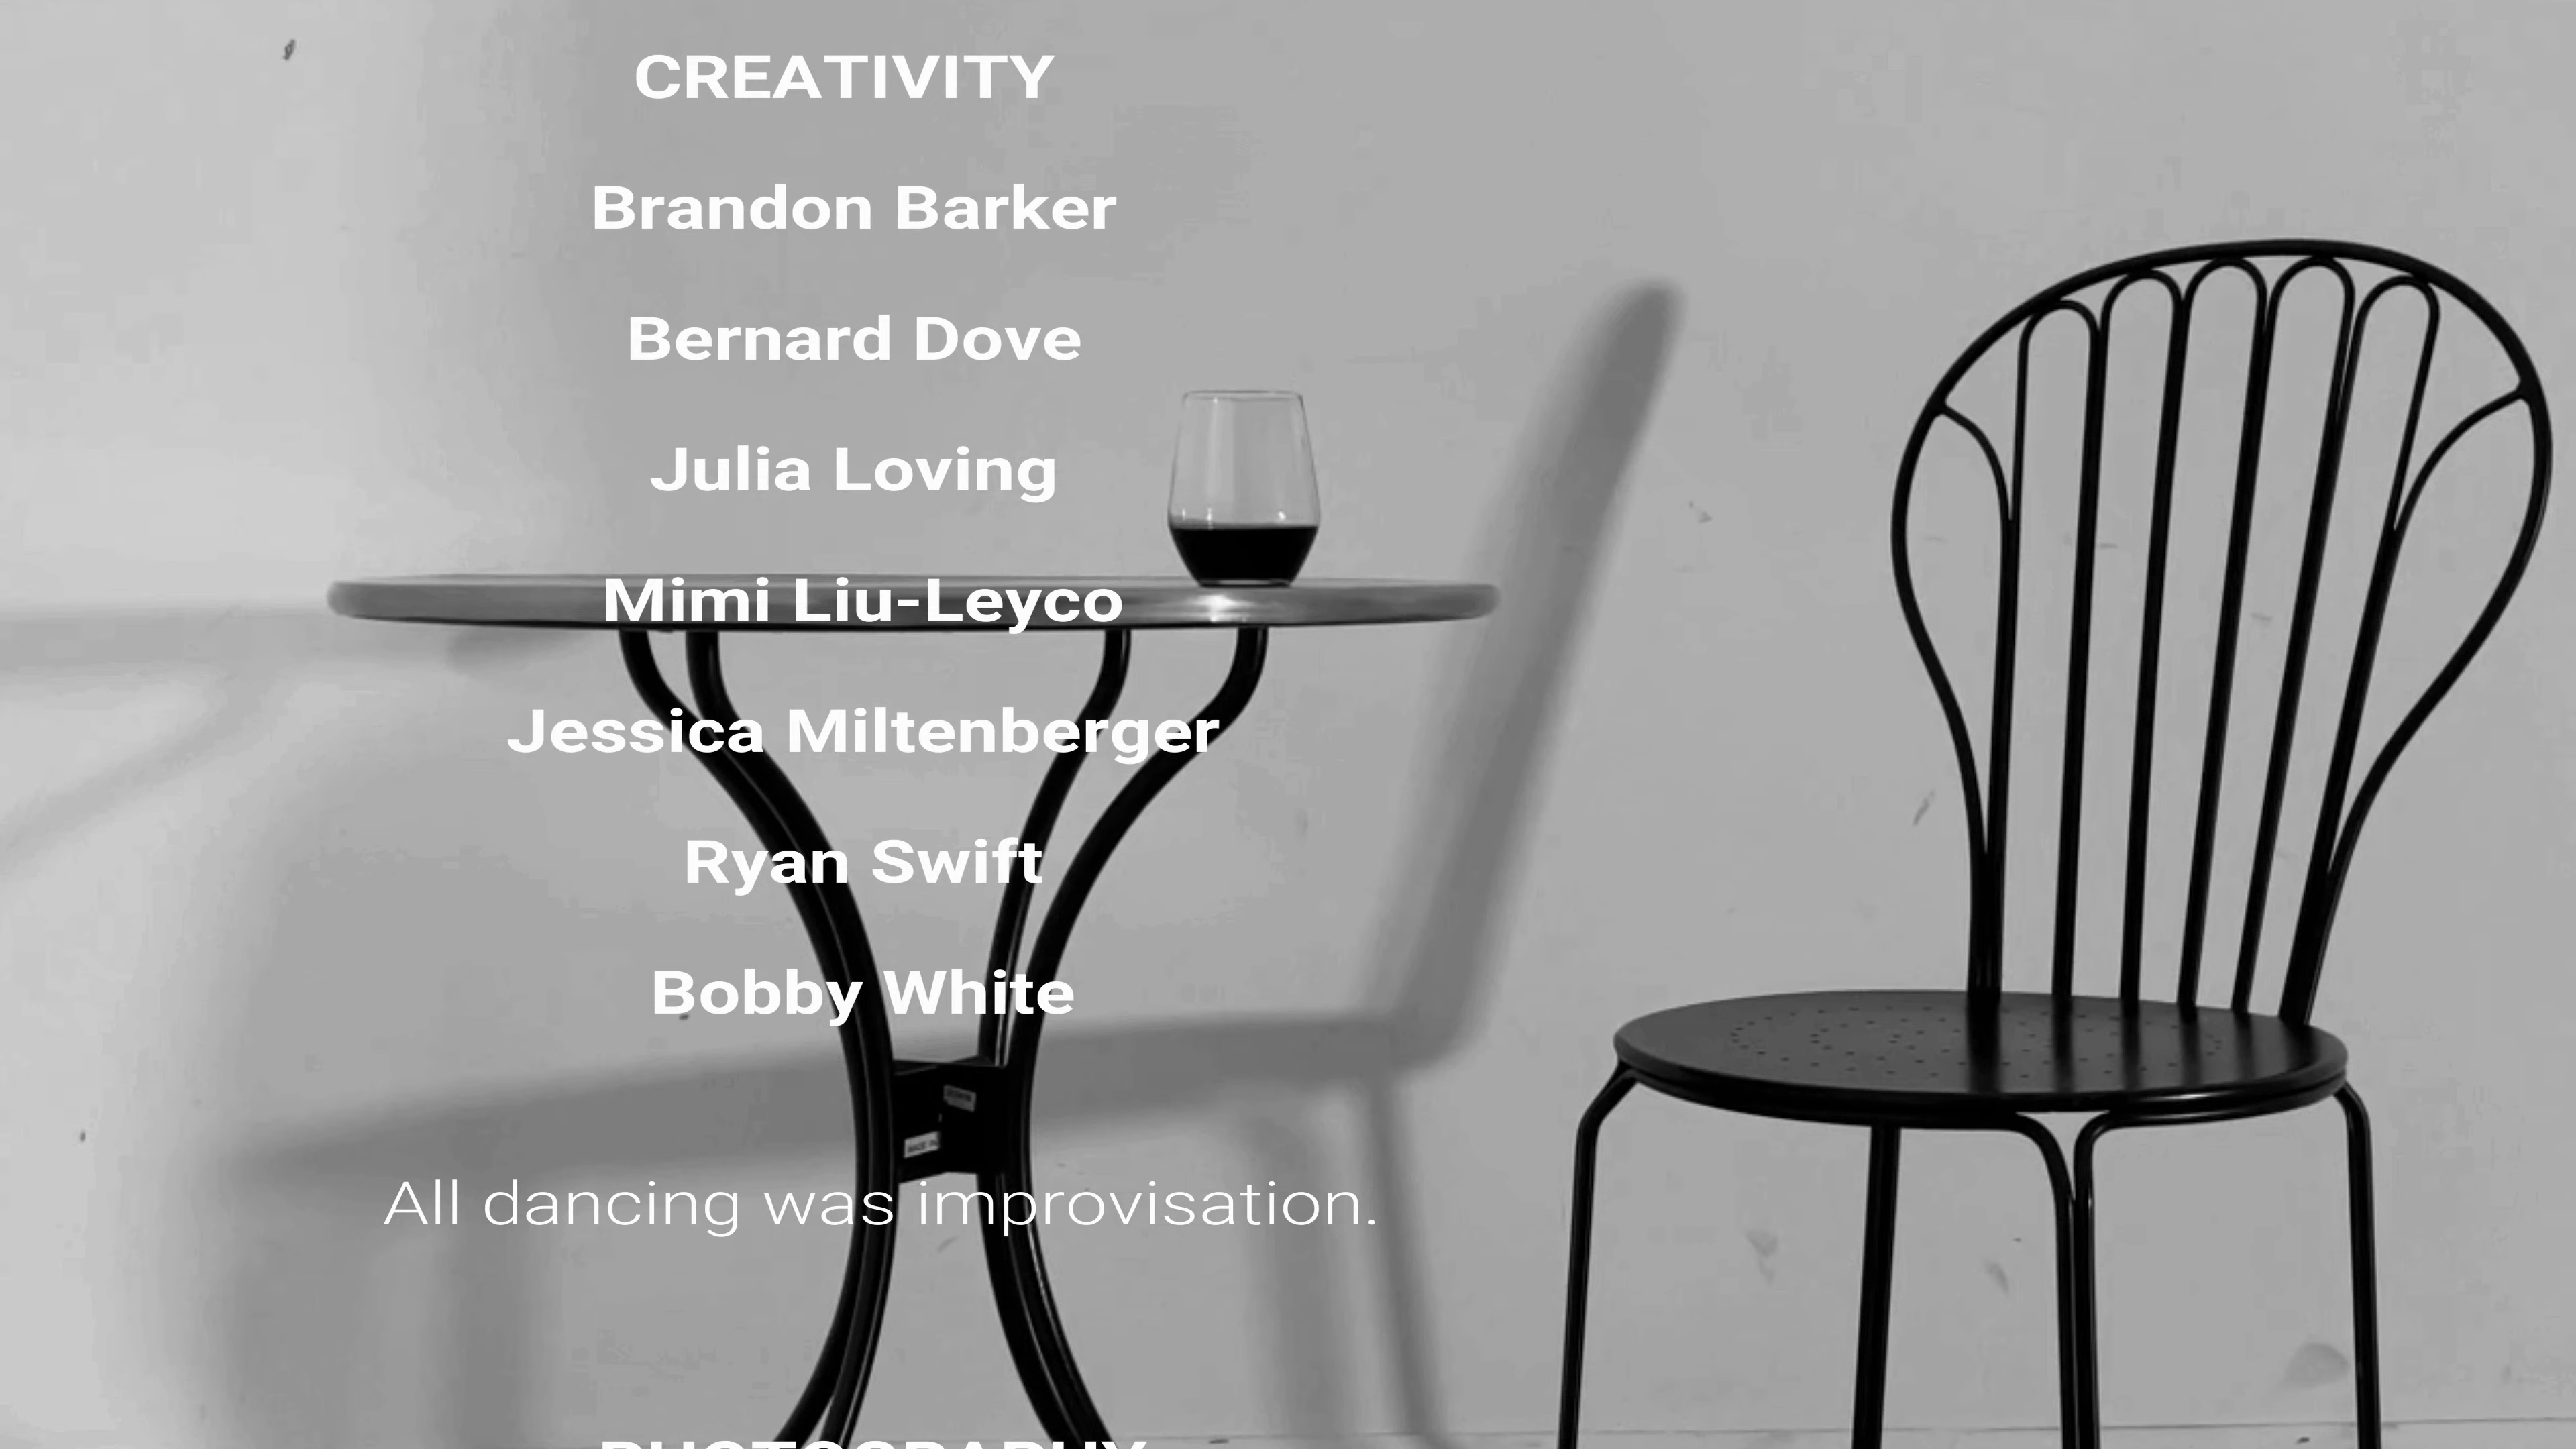 CREATIVITY
Brandon Barker
Bernard Dove
Julia Loving
Mimi Liu-Leyco
Jessica Miltenberger
Ryan Swift
Bobby White
All dancing was improvisation.
PHOTOGRAPHY